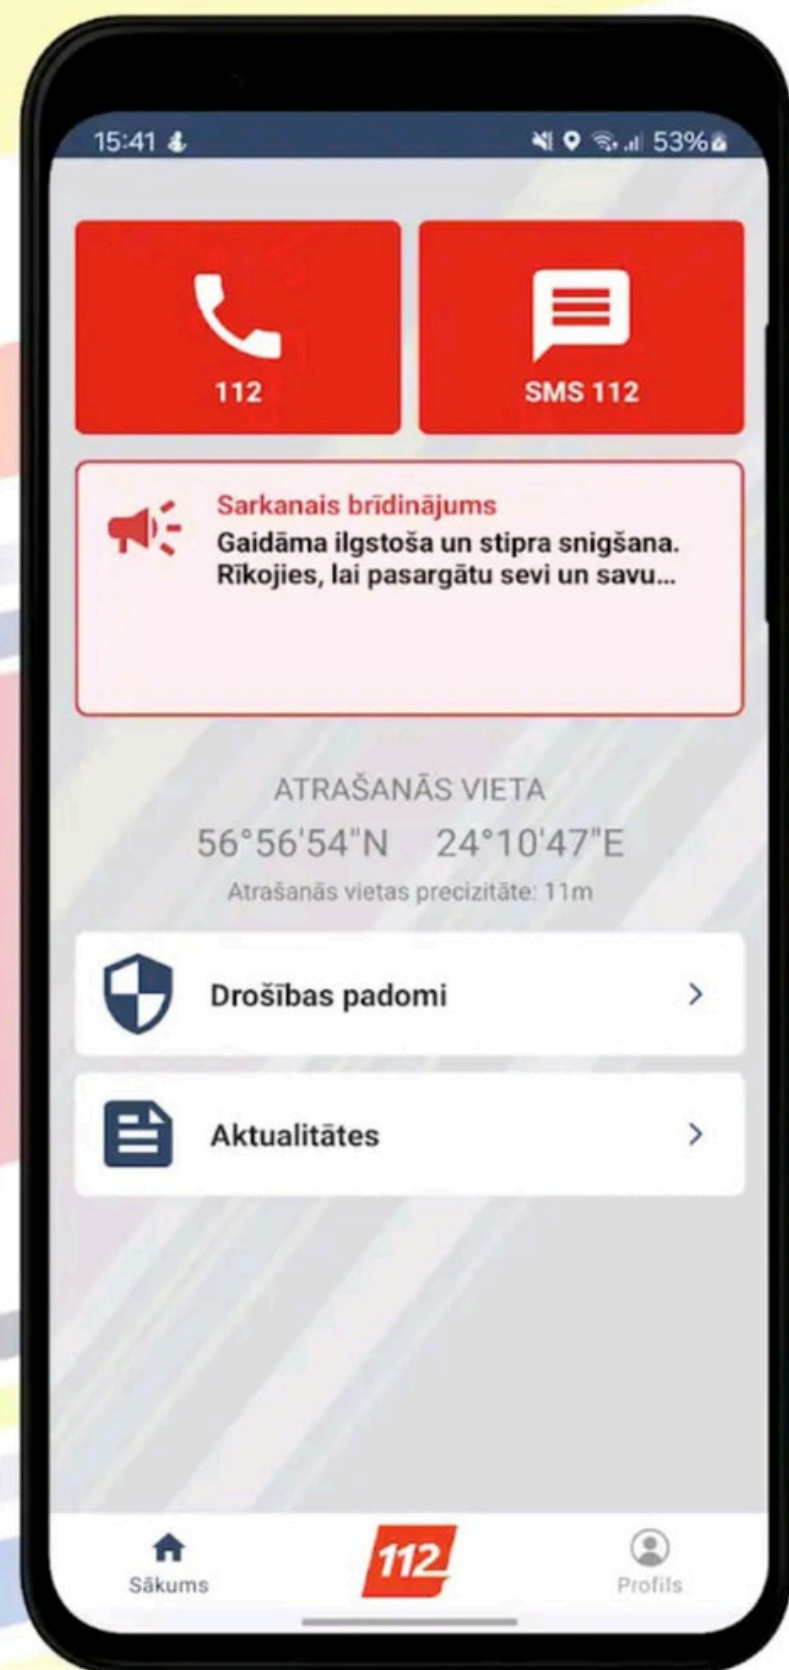 15:41 53%
112
SMS 112
Sarkanais brīdinājums
Gaidāma ilgstoša un stipra snigšana.
Rīkojies, lai pasargātu sevi un savu...
ATRAŠANĀS VIETA
56°56'54"N 24°10'47"E
Atrašanās vietas precizitāte: 11m
Drošības padomi
Aktualitātes
Sākums
112
Profils